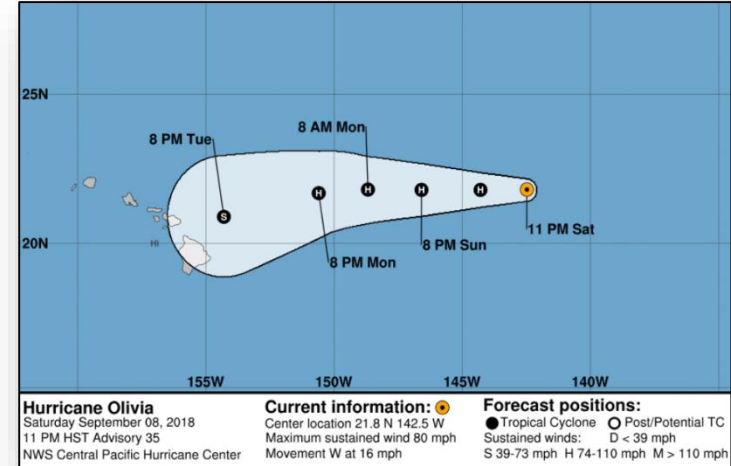 25N
8 PM Tue
8 AM Mon
11 PM Sat
20N
HI
8 PM Sun
8 PM Mon
S
H
H
H
H
155W
150W
145W
140W
Hurricane Olivia
Saturday September 08, 2018
11 PM HST Advisory 35
NWS Central Pacific Hurricane Center
Current information:
Center location 21.8 N 142.5 W
Maximum sustained wind 80 mph
Movement W at 16 mph
Forecast positions:
Tropical Cyclone Post/Potential TC
Sustained winds: D < 39 mph
S 39-73 mph H 74-110 mph M > 110 mph